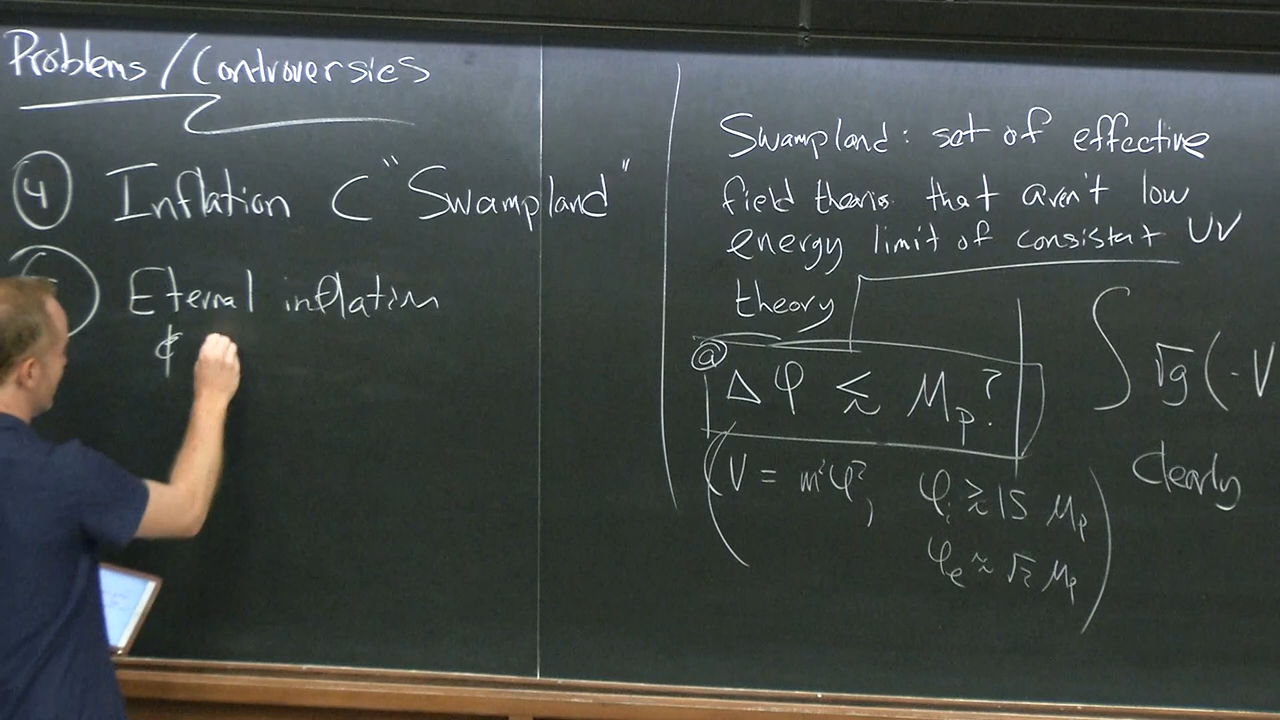 Problems / Controversies
④ Inflation ⊂ "Swampland"
Eternal inflation
¢
Swampland: set of effective
field theories that aren't low
energy limit of consistent UV
theory
ⓐ Δφ ≲ Mp?
(V = m²φ², φi ≳ 15 Mp
φe ≈ √2 Mp)
∫ √g (-V
Clearly